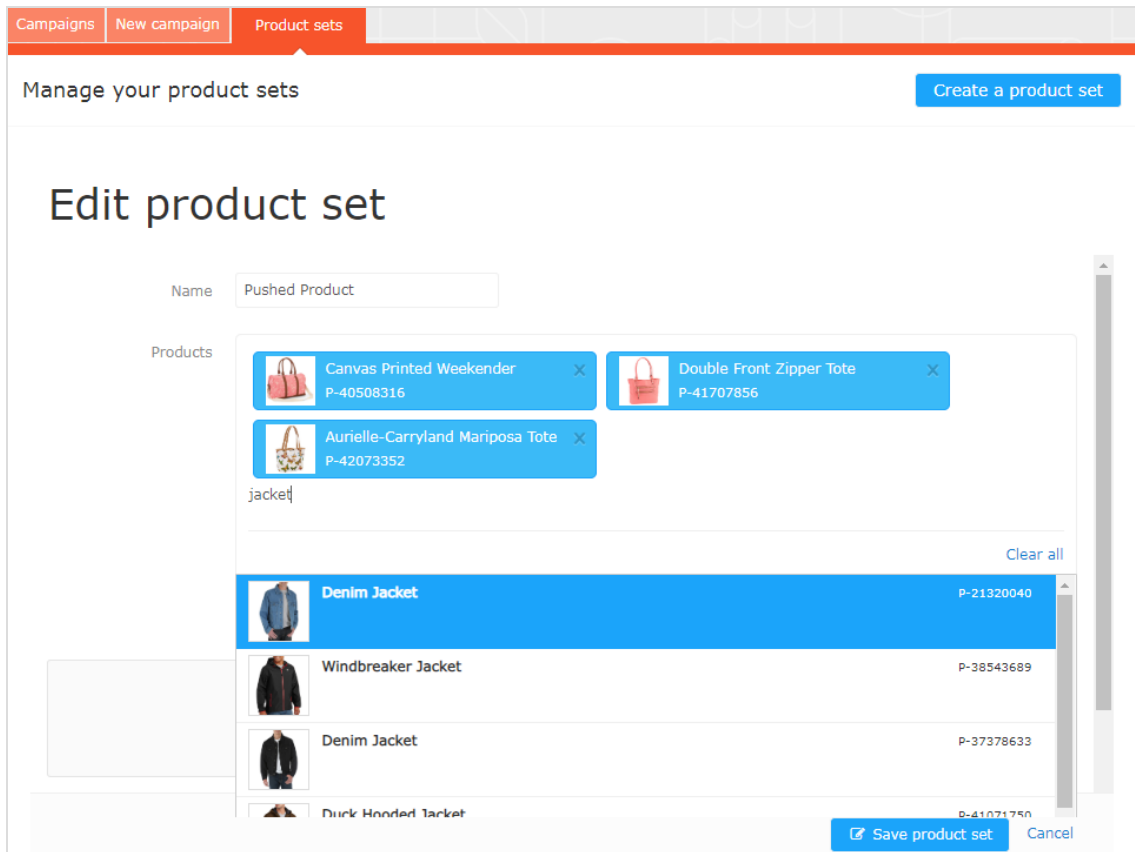 Campaigns New campaign Product sets
Manage your product sets Create a product set
Edit product set
Name Pushed Product
Products
Canvas Printed Weekender x Double Front Zipper Tote x
P-40508316 P-41707856
Aurielle-Carryland Mariposa Tote x
P-42073352
jacket
Clear all
Denim Jacket P-21320040
Windbreaker Jacket P-38543689
Denim Jacket P-37378633
Duck Hooded Jacket P-41071750
Save product set Cancel